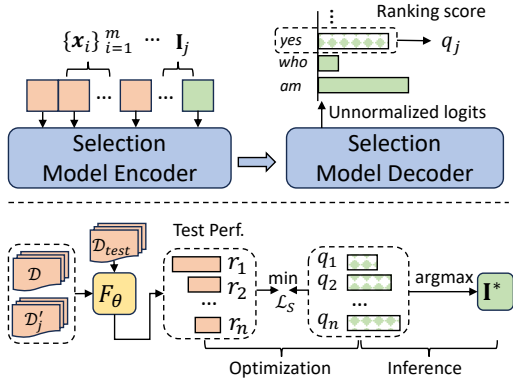 Ranking score
{x_i}^m_{i=1} ... I_j
...
yes
q_j
who
am
...
...
Unnormalized logits
Selection
Model Encoder
Selection
Model Decoder
Test Perf.
D_test
D
D'_j
F_θ
r_1
r_2
...
r_n
min
L_S
q_1
q_2
...
q_n
argmax
I*
Optimization
Inference